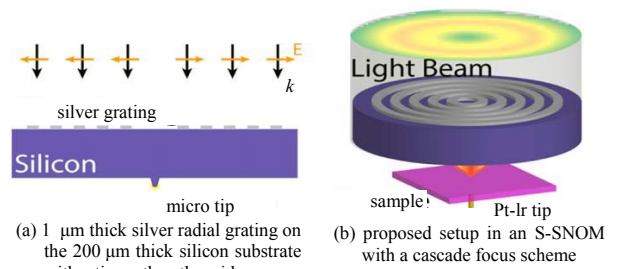 E
k
silver grating
Silicon
micro tip
(a) 1 μm thick silver radial grating on
the 200 μm thick silicon substrate
Light Beam
sample
Pt-lr tip
(b) proposed setup in an S-SNOM
with a cascade focus scheme